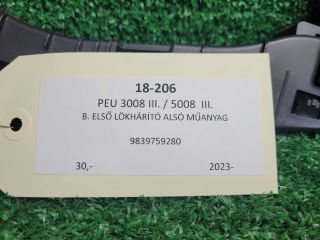 18-206
PEU 3008 III. / 5008 III.
B. ELSŐ LÖKHÁRÍTÓ ALSÓ MŰANYAG
9839759280
30,- 2023-